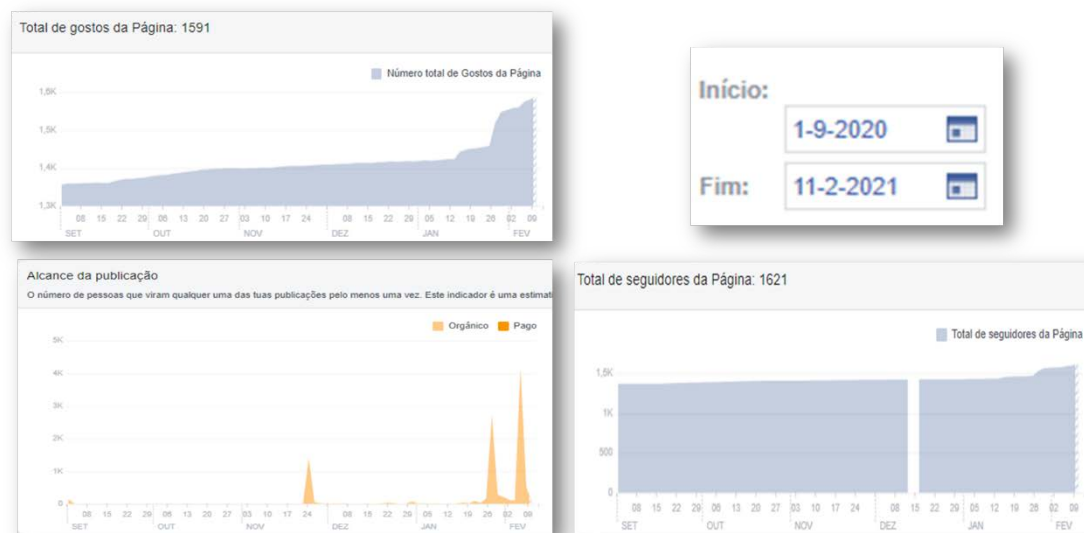 Total de gostos da Página: 1591
Número total de Gostos da Página
1,6K
1,5K
1,4K
1,3K
08 15 22 29 06 13 20 27 03 10 17 24 08 15 22 29 05 12 19 26 02 09
SET OUT NOV DEZ JAN FEV
Início:
1-9-2020
Fim: 11-2-2021
Alcance da publicação
O número de pessoas que viram qualquer uma das tuas publicações pelo menos uma vez. Este indicador é uma estimati
Orgânico Pago
5K
4K
3K
2K
1K
0
08 15 22 29 06 13 20 27 03 10 17 24 08 15 22 29 05 12 19 26 02 09
SET OUT NOV DEZ JAN FEV
Total de seguidores da Página: 1621
Total de seguidores da Página
1,5K
1K
500
0
08 15 22 29 06 13 20 27 03 10 17 24 08 15 22 29 05 12 19 26 02 09
SET OUT NOV DEZ JAN FEV